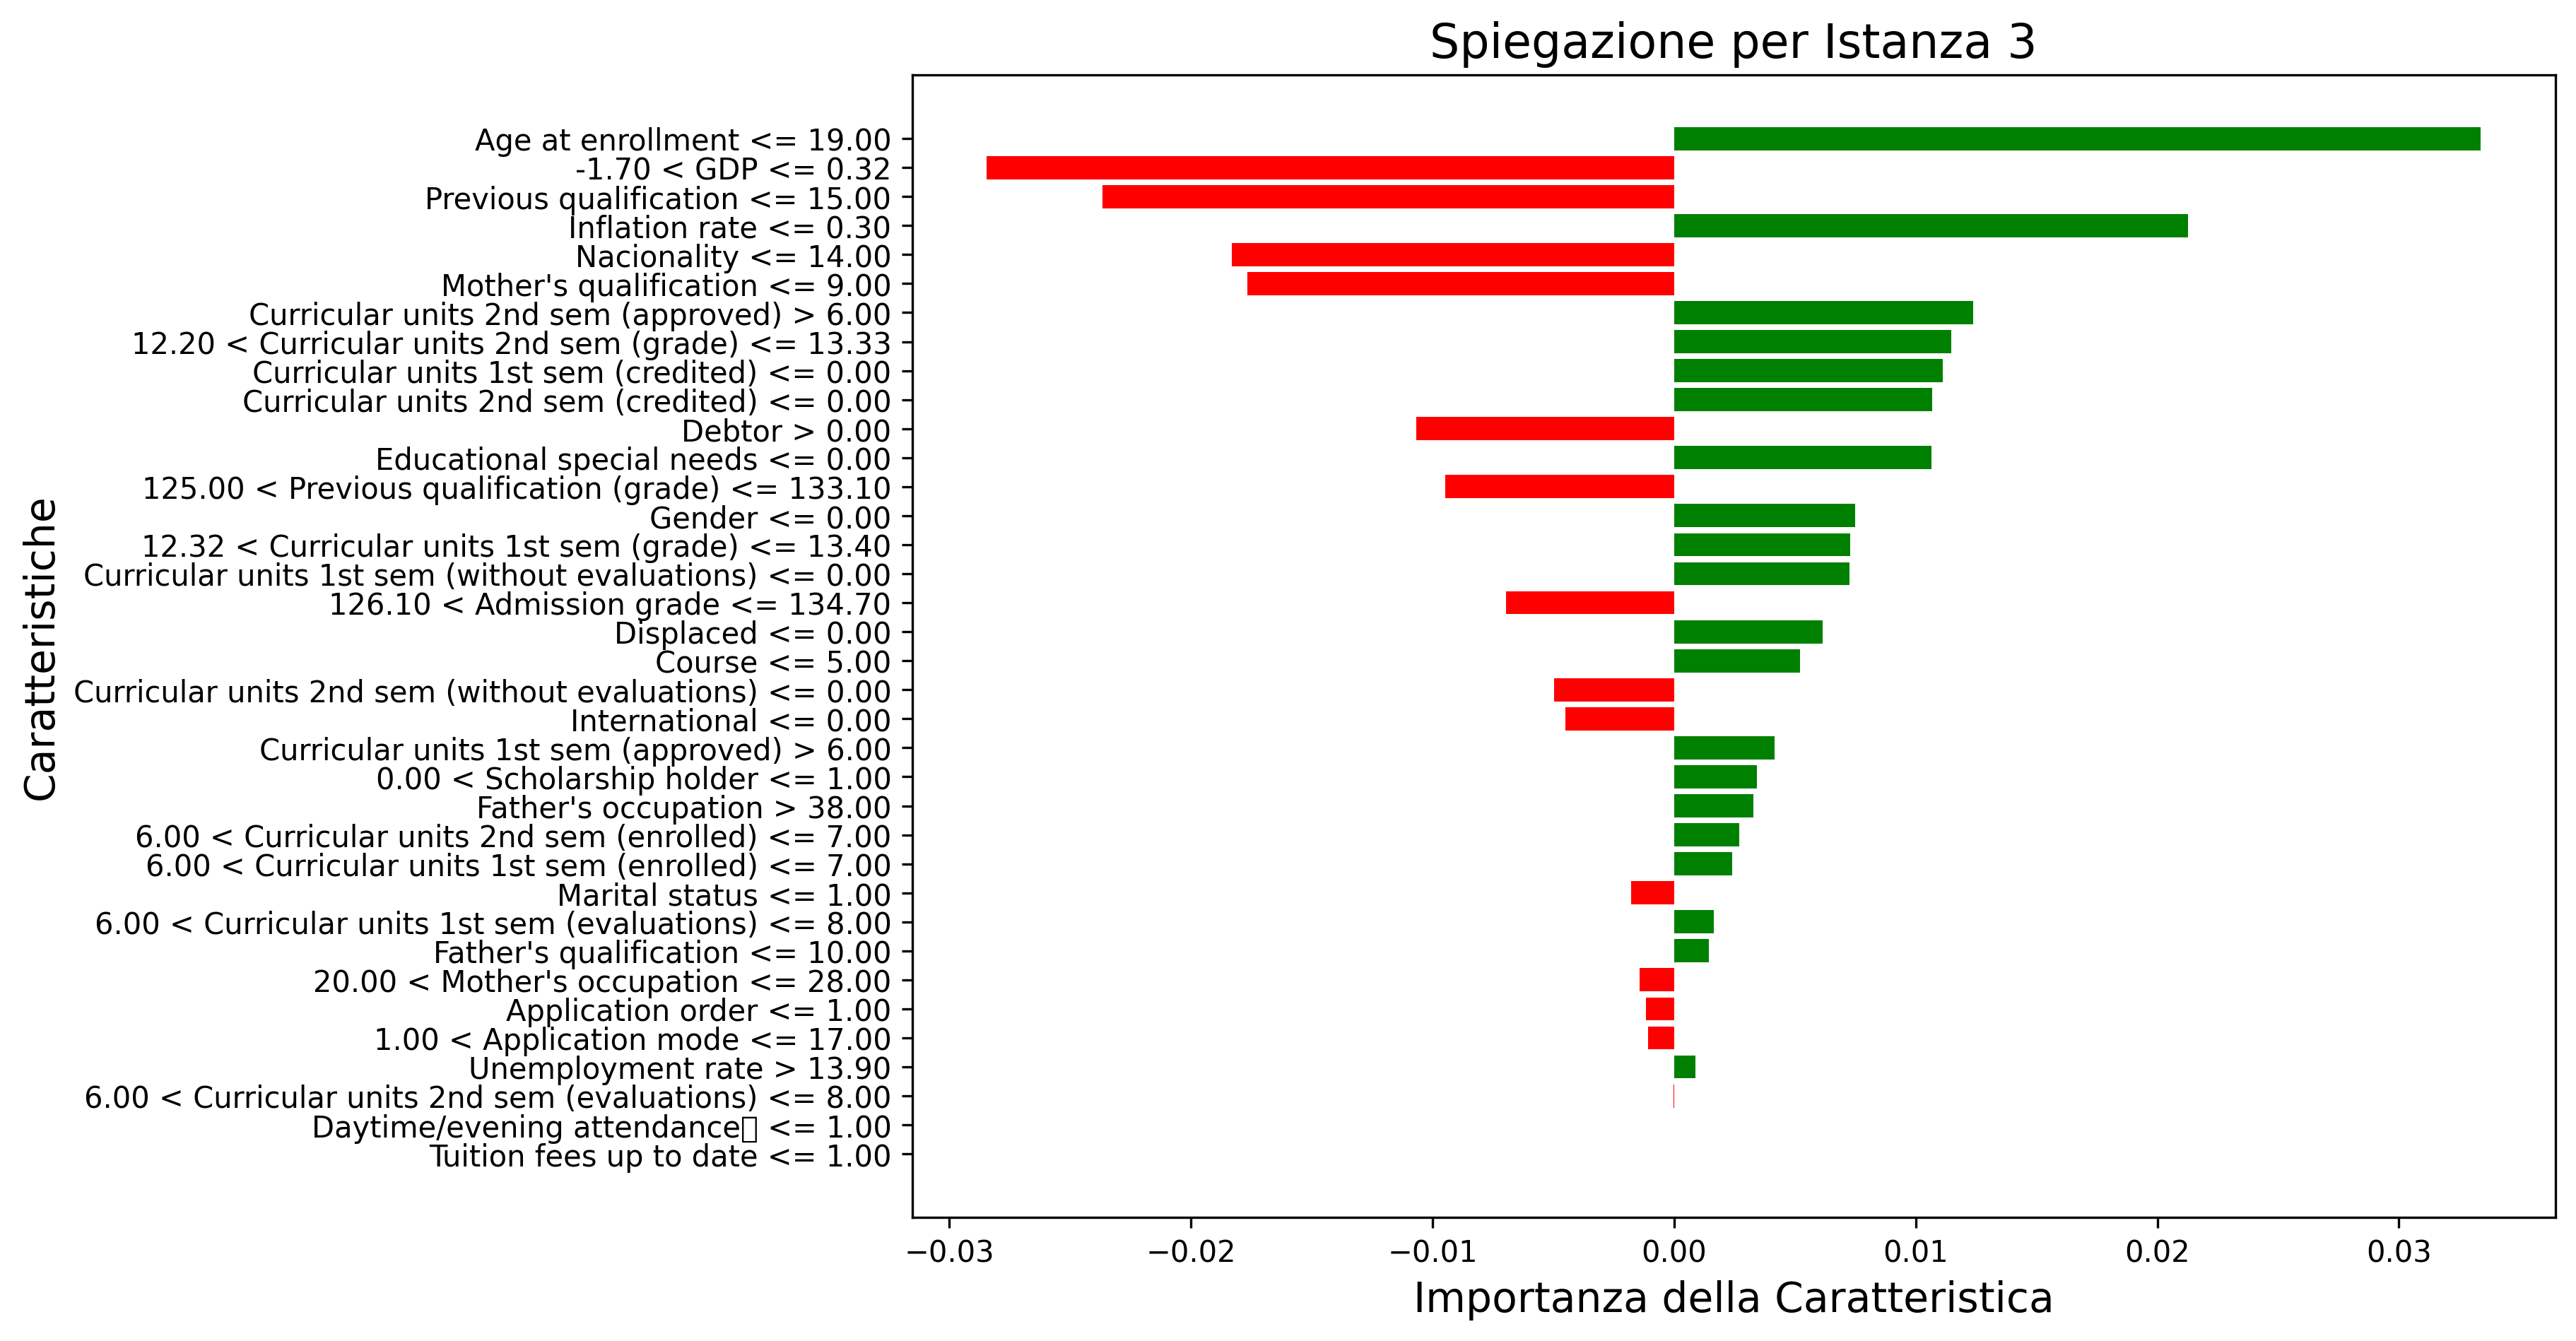 Spiegazione per Istanza 3
Age at enrollment <= 19.00
-1.70 < GDP <= 0.32
Previous qualification <= 15.00
Inflation rate <= 0.30
Nacionality <= 14.00
Mother's qualification <= 9.00
Curricular units 2nd sem (approved) > 6.00
12.20 < Curricular units 2nd sem (grade) <= 13.33
Curricular units 1st sem (credited) <= 0.00
Curricular units 2nd sem (credited) <= 0.00
Debtor > 0.00
Educational special needs <= 0.00
125.00 < Previous qualification (grade) <= 133.10
Gender <= 0.00
12.32 < Curricular units 1st sem (grade) <= 13.40
Curricular units 1st sem (without evaluations) <= 0.00
126.10 < Admission grade <= 134.70
Displaced <= 0.00
Course <= 5.00
Curricular units 2nd sem (without evaluations) <= 0.00
International <= 0.00
Curricular units 1st sem (approved) > 6.00
0.00 < Scholarship holder <= 1.00
Father's occupation > 38.00
6.00 < Curricular units 2nd sem (enrolled) <= 7.00
6.00 < Curricular units 1st sem (enrolled) <= 7.00
Marital status <= 1.00
6.00 < Curricular units 1st sem (evaluations) <= 8.00
Father's qualification <= 10.00
20.00 < Mother's occupation <= 28.00
Application order <= 1.00
1.00 < Application mode <= 17.00
Unemployment rate > 13.90
6.00 < Curricular units 2nd sem (evaluations) <= 8.00
Daytime/evening attendance▯ <= 1.00
Tuition fees up to date <= 1.00
Caratteristiche
−0.03 −0.02 −0.01 0.00 0.01 0.02 0.03
Importanza della Caratteristica